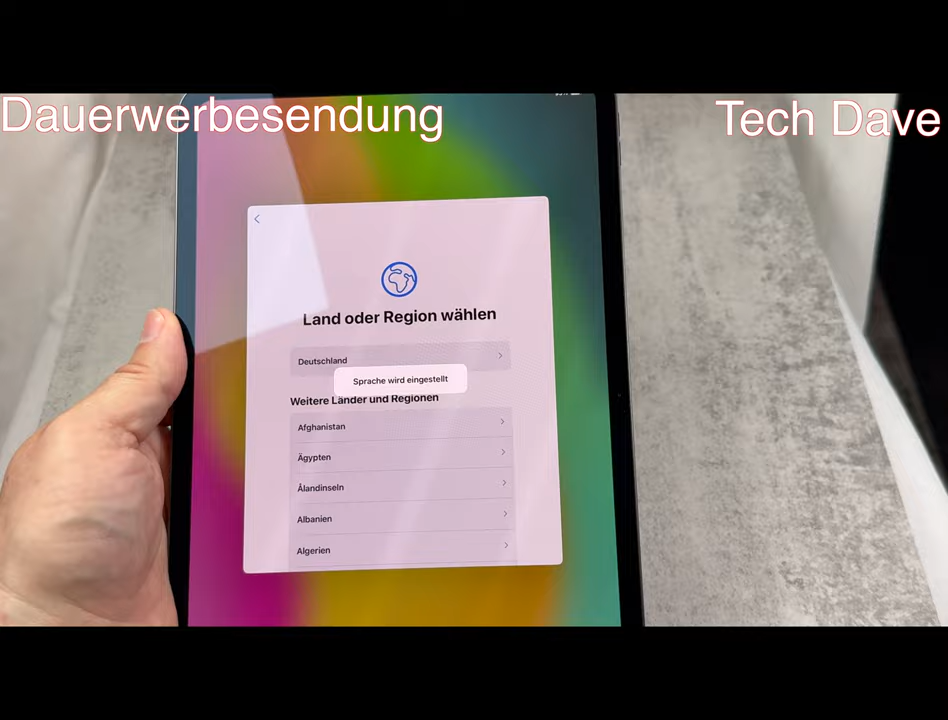 Dauerwerbesendung
Tech Dave
Land oder Region wählen
Deutschland
Sprache wird eingestellt
Weitere Länder und Regionen
Afghanistan
Ägypten
Ålandinseln
Albanien
Algerien